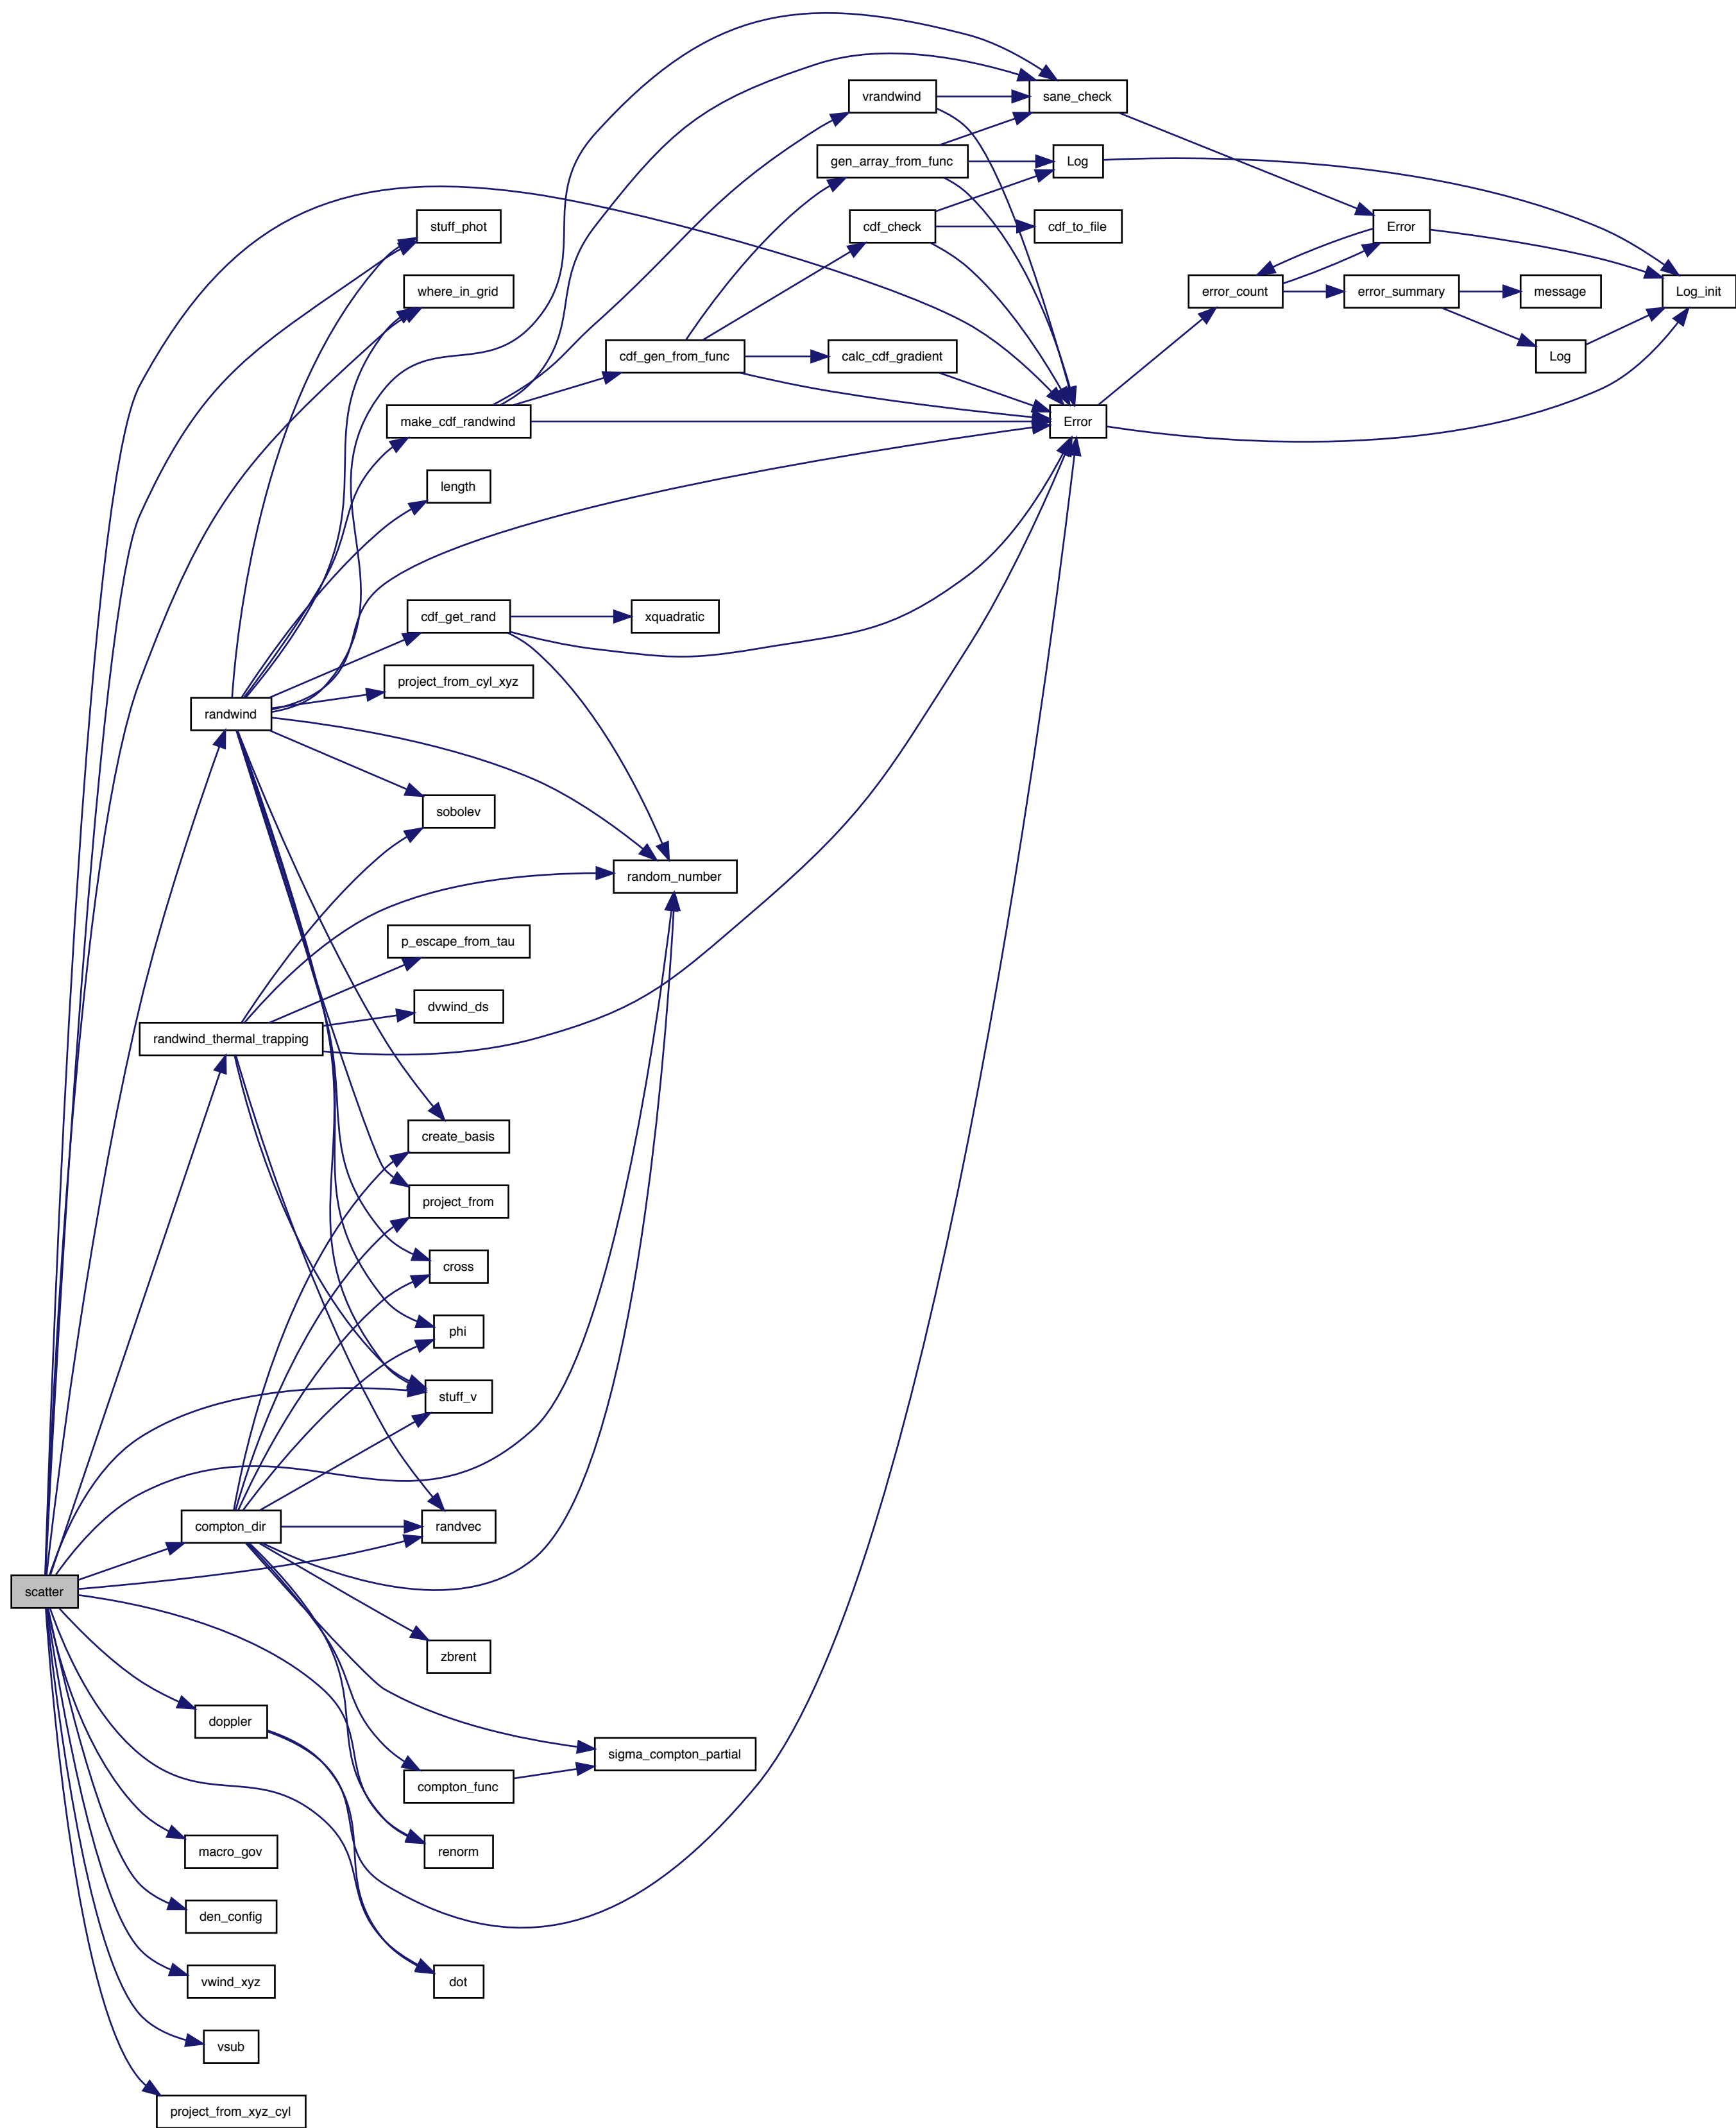 vrandwind
sane_check
gen_array_from_func
Log
stuff_phot
cdf_check
cdf_to_file
Error
where_in_grid
error_count
error_summary
message
Log_init
cdf_gen_from_func
calc_cdf_gradient
Log
make_cdf_randwind
Error
length
cdf_get_rand
xquadratic
project_from_cyl_xyz
randwind
sobolev
random_number
p_escape_from_tau
dvwind_ds
randwind_thermal_trapping
create_basis
project_from
cross
phi
stuff_v
compton_dir
randvec
scatter
zbrent
doppler
sigma_compton_partial
compton_func
macro_gov
renorm
den_config
vwind_xyz
dot
vsub
project_from_xyz_cyl